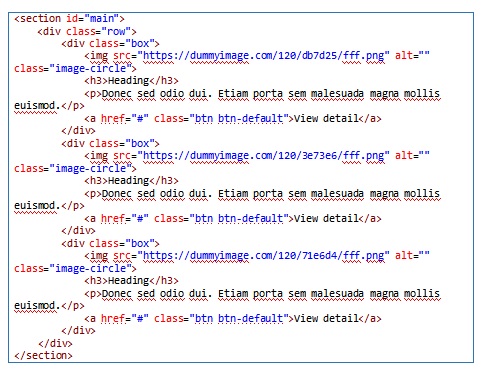 <section id="main">
<div class="row">
<div class="box">
<img src="https://dummyimage.com/120/db7d25/fff.png" alt=""
class="image-circle">
<h3>Heading</h3>
<p>Donec sed odio dui. Etiam porta sem malesuada magna mollis
euismod.</p>
<a href="#" class="btn btn-default">View detail</a>
</div>
<div class="box">
<img src="https://dummyimage.com/120/3e73e6/fff.png" alt=""
class="image-circle">
<h3>Heading</h3>
<p>Donec sed odio dui. Etiam porta sem malesuada magna mollis
euismod.</p>
<a href="#" class="btn btn-default">View detail</a>
</div>
<div class="box">
<img src="https://dummyimage.com/120/71e6d4/fff.png" alt=""
class="image-circle">
<h3>Heading</h3>
<p>Donec sed odio dui. Etiam porta sem malesuada magna mollis
euismod.</p>
<a href="#" class="btn btn-default">View detail</a>
</div>
</div>
</section>